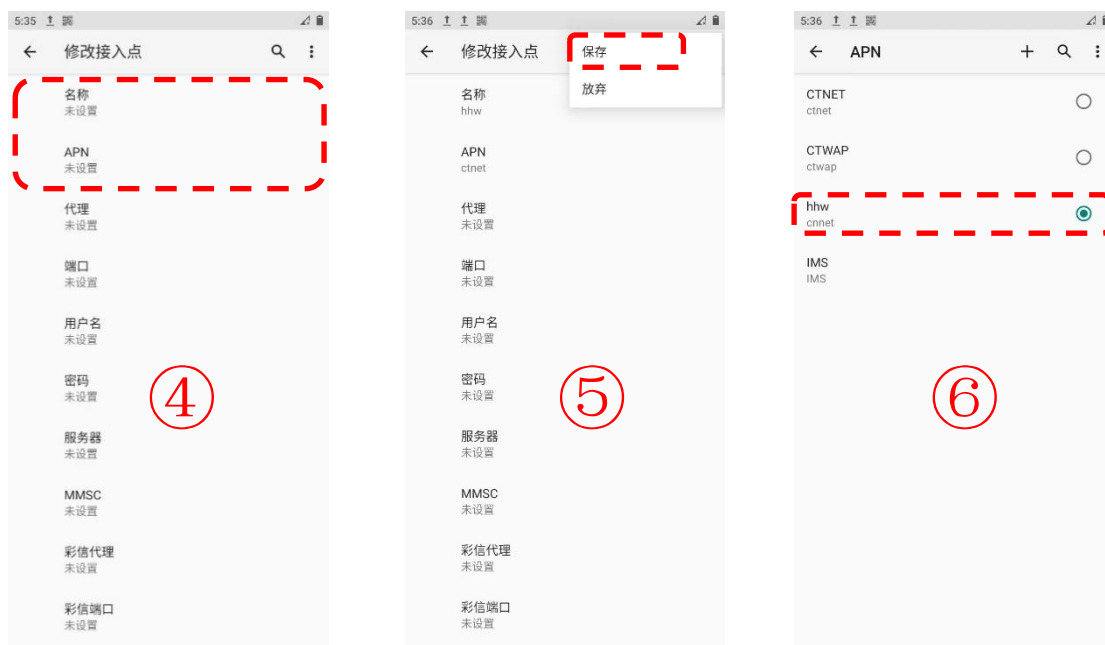 5:35
修改接入点
名称
未设置
APN
未设置
代理
未设置
端口
未设置
用户名
未设置
密码
未设置
④
服务器
未设置
MMSC
未设置
彩信代理
未设置
彩信端口
未设置
5:36
修改接入点
保存
放弃
名称
hhw
APN
ctnet
代理
未设置
端口
未设置
用户名
未设置
密码
未设置
⑤
服务器
未设置
MMSC
未设置
彩信代理
未设置
彩信端口
未设置
5:36
APN
CTNET
ctnet
CTWAP
ctwap
hhw
cnnet
IMS
IMS
⑥